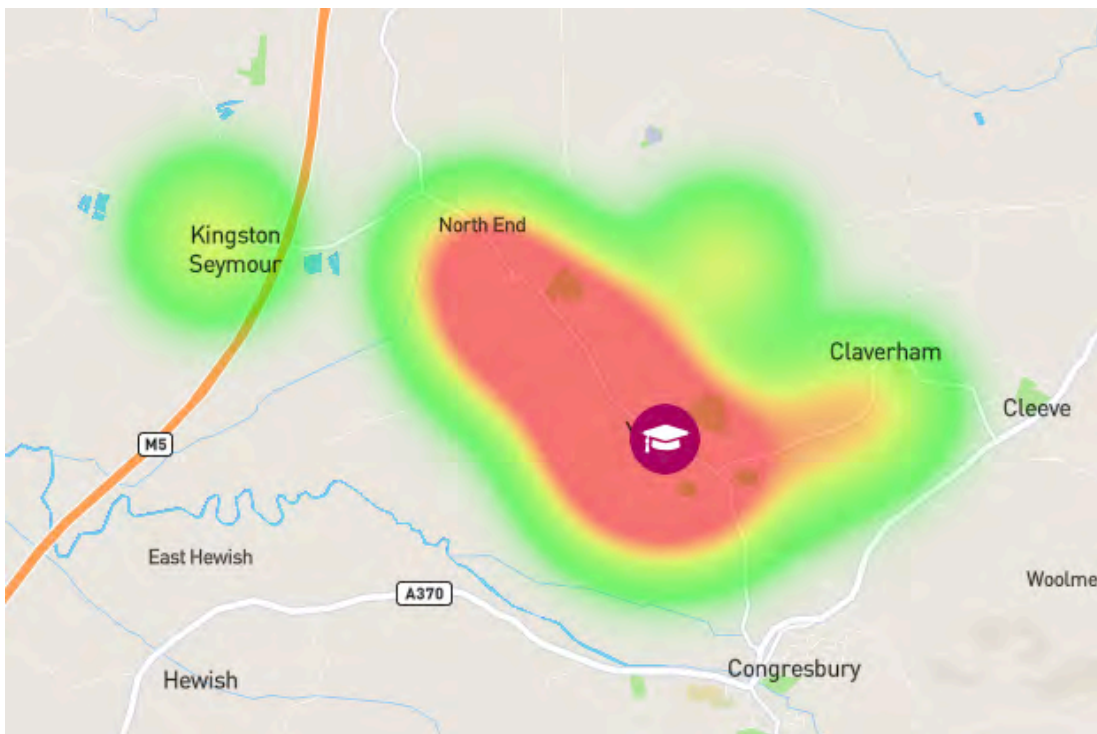 North End
Kingston
Seymour
Claverham
Cleeve
M5
East Hewish
Woolme
A370
Congresbury
Hewish